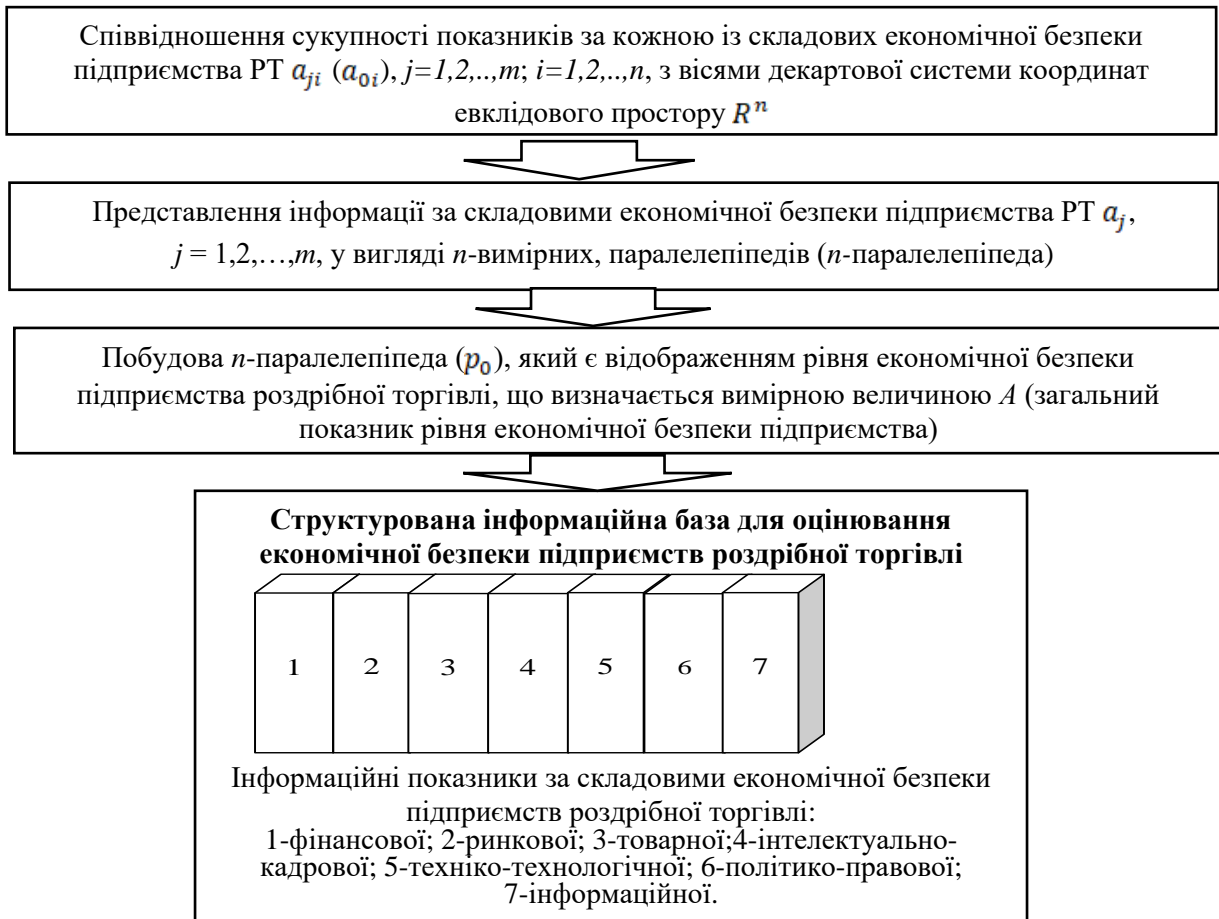 Співвідношення сукупності показників за кожною із складових економічної безпеки
підприємства РТ a_{ji} (a_{0i}), j=1,2,..,m; i=1,2,..,n, з вісями декартової системи координат
евклідового простору R^n
Представлення інформації за складовими економічної безпеки підприємства РТ a_j,
j = 1,2,…,m, у вигляді n-вимірних, паралелепіпедів (n-паралелепіпеда)
Побудова n-паралелепіпеда (p_0), який є відображенням рівня економічної безпеки
підприємства роздрібної торгівлі, що визначається вимірною величиною A (загальний
показник рівня економічної безпеки підприємства)
Структурована інформаційна база для оцінювання
економічної безпеки підприємств роздрібної торгівлі
1 2 3 4 5 6 7
Інформаційні показники за складовими економічної безпеки
підприємств роздрібної торгівлі:
1-фінансової; 2-ринкової; 3-товарної;4-інтелектуально-
кадрової; 5-техніко-технологічної; 6-політико-правової;
7-інформаційної.